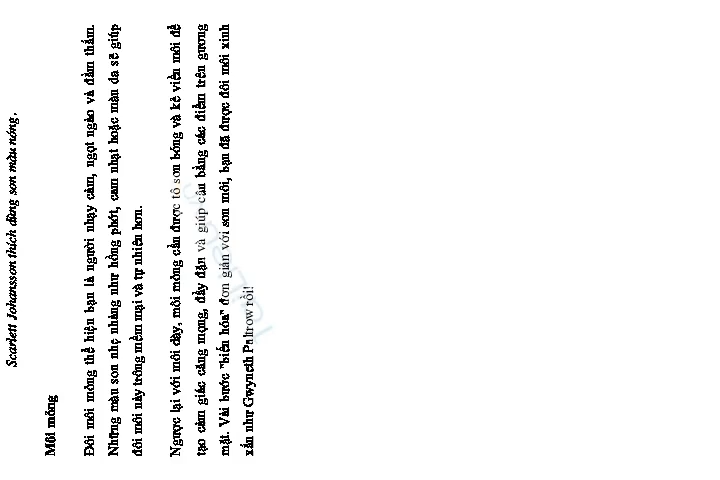 Scarlett Johansson thích dùng son màu nóng.
Môi mỏng
Đôi môi mỏng thể hiện bạn là người nhạy cảm, ngọt ngào và đằm thắm.
Những màu son nhẹ nhàng như hồng phớt, cam nhạt hoặc màu da sẽ giúp
đôi môi này trông mềm mại và tự nhiên hơn.
Ngược lại với môi dày, môi mỏng cần được tô son bóng và kẻ viền môi để
tạo cảm giác căng mọng, đầy đặn và giúp cân bằng các điểm trên gương
mặt. Vài bước "biến hóa" đơn giản với son môi, bạn đã được đôi môi xinh
xắn như Gwyneth Paltrow rồi!